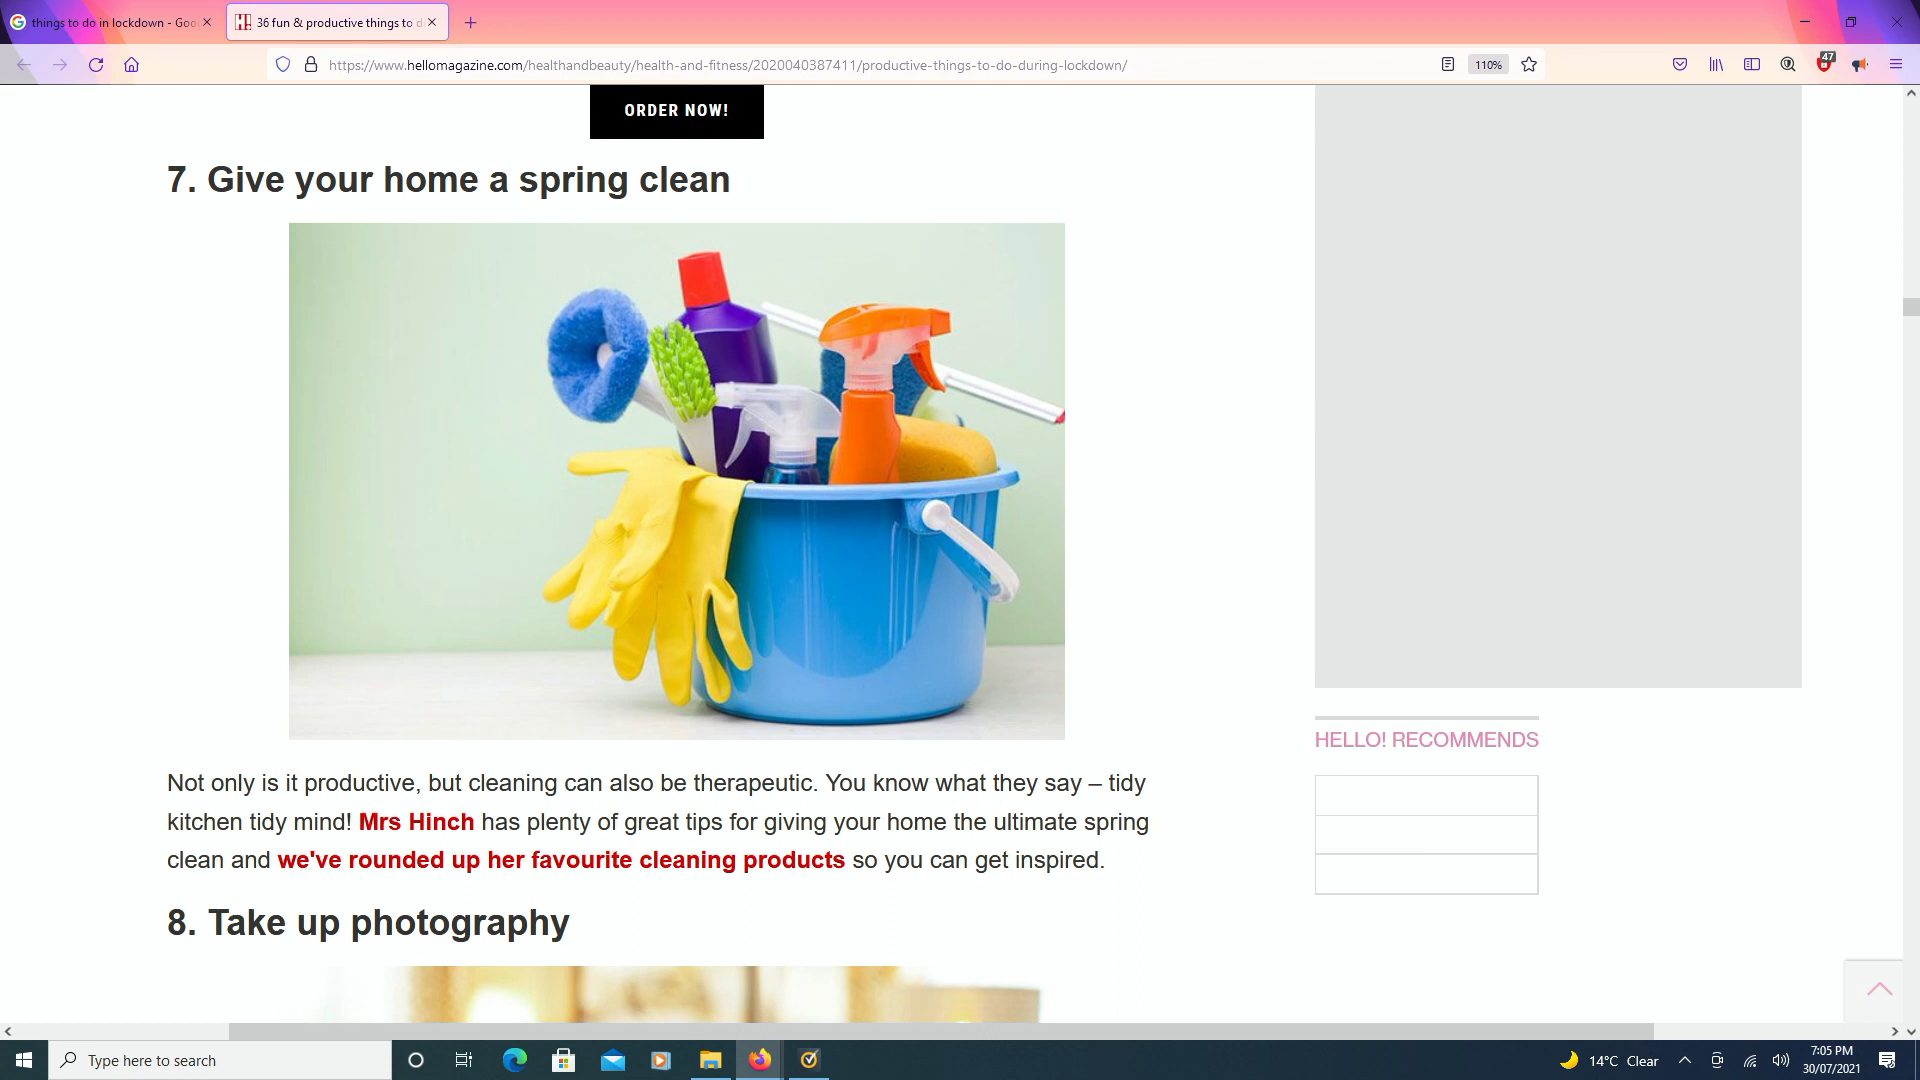 things to do in lockdown - Goo
36 fun & productive things to d
https://www.hellomagazine.com/healthandbeauty/health-and-fitness/2020040387411/productive-things-to-do-during-lockdown/
110%
47
ORDER NOW!
7. Give your home a spring clean
Not only is it productive, but cleaning can also be therapeutic. You know what they say – tidy
kitchen tidy mind! Mrs Hinch has plenty of great tips for giving your home the ultimate spring
clean and we've rounded up her favourite cleaning products so you can get inspired.
8. Take up photography
HELLO! RECOMMENDS
Type here to search
14°C Clear
7:05 PM
30/07/2021